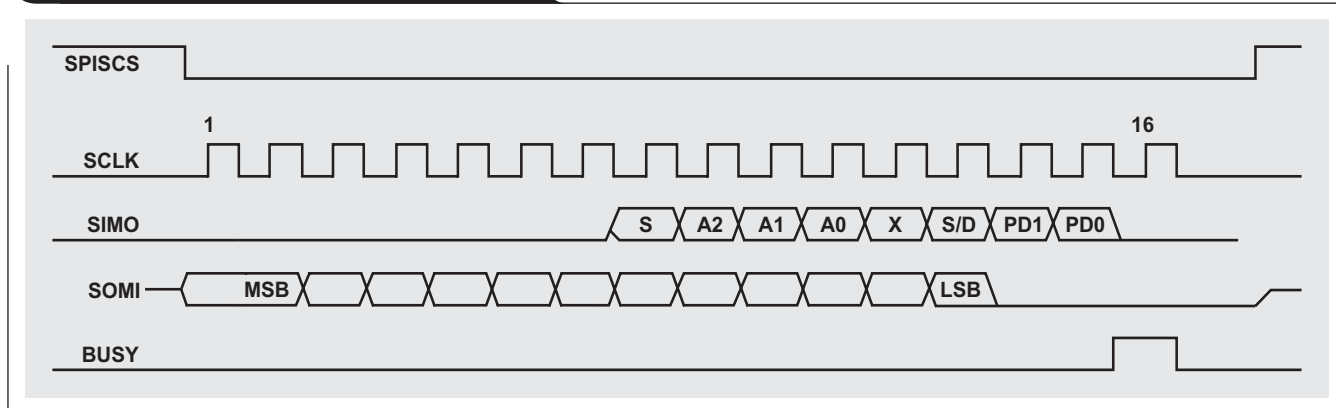 SPISCS
1 16
SCLK
SIMO S A2 A1 A0 X S/D PD1 PD0
SOMI MSB LSB
BUSY